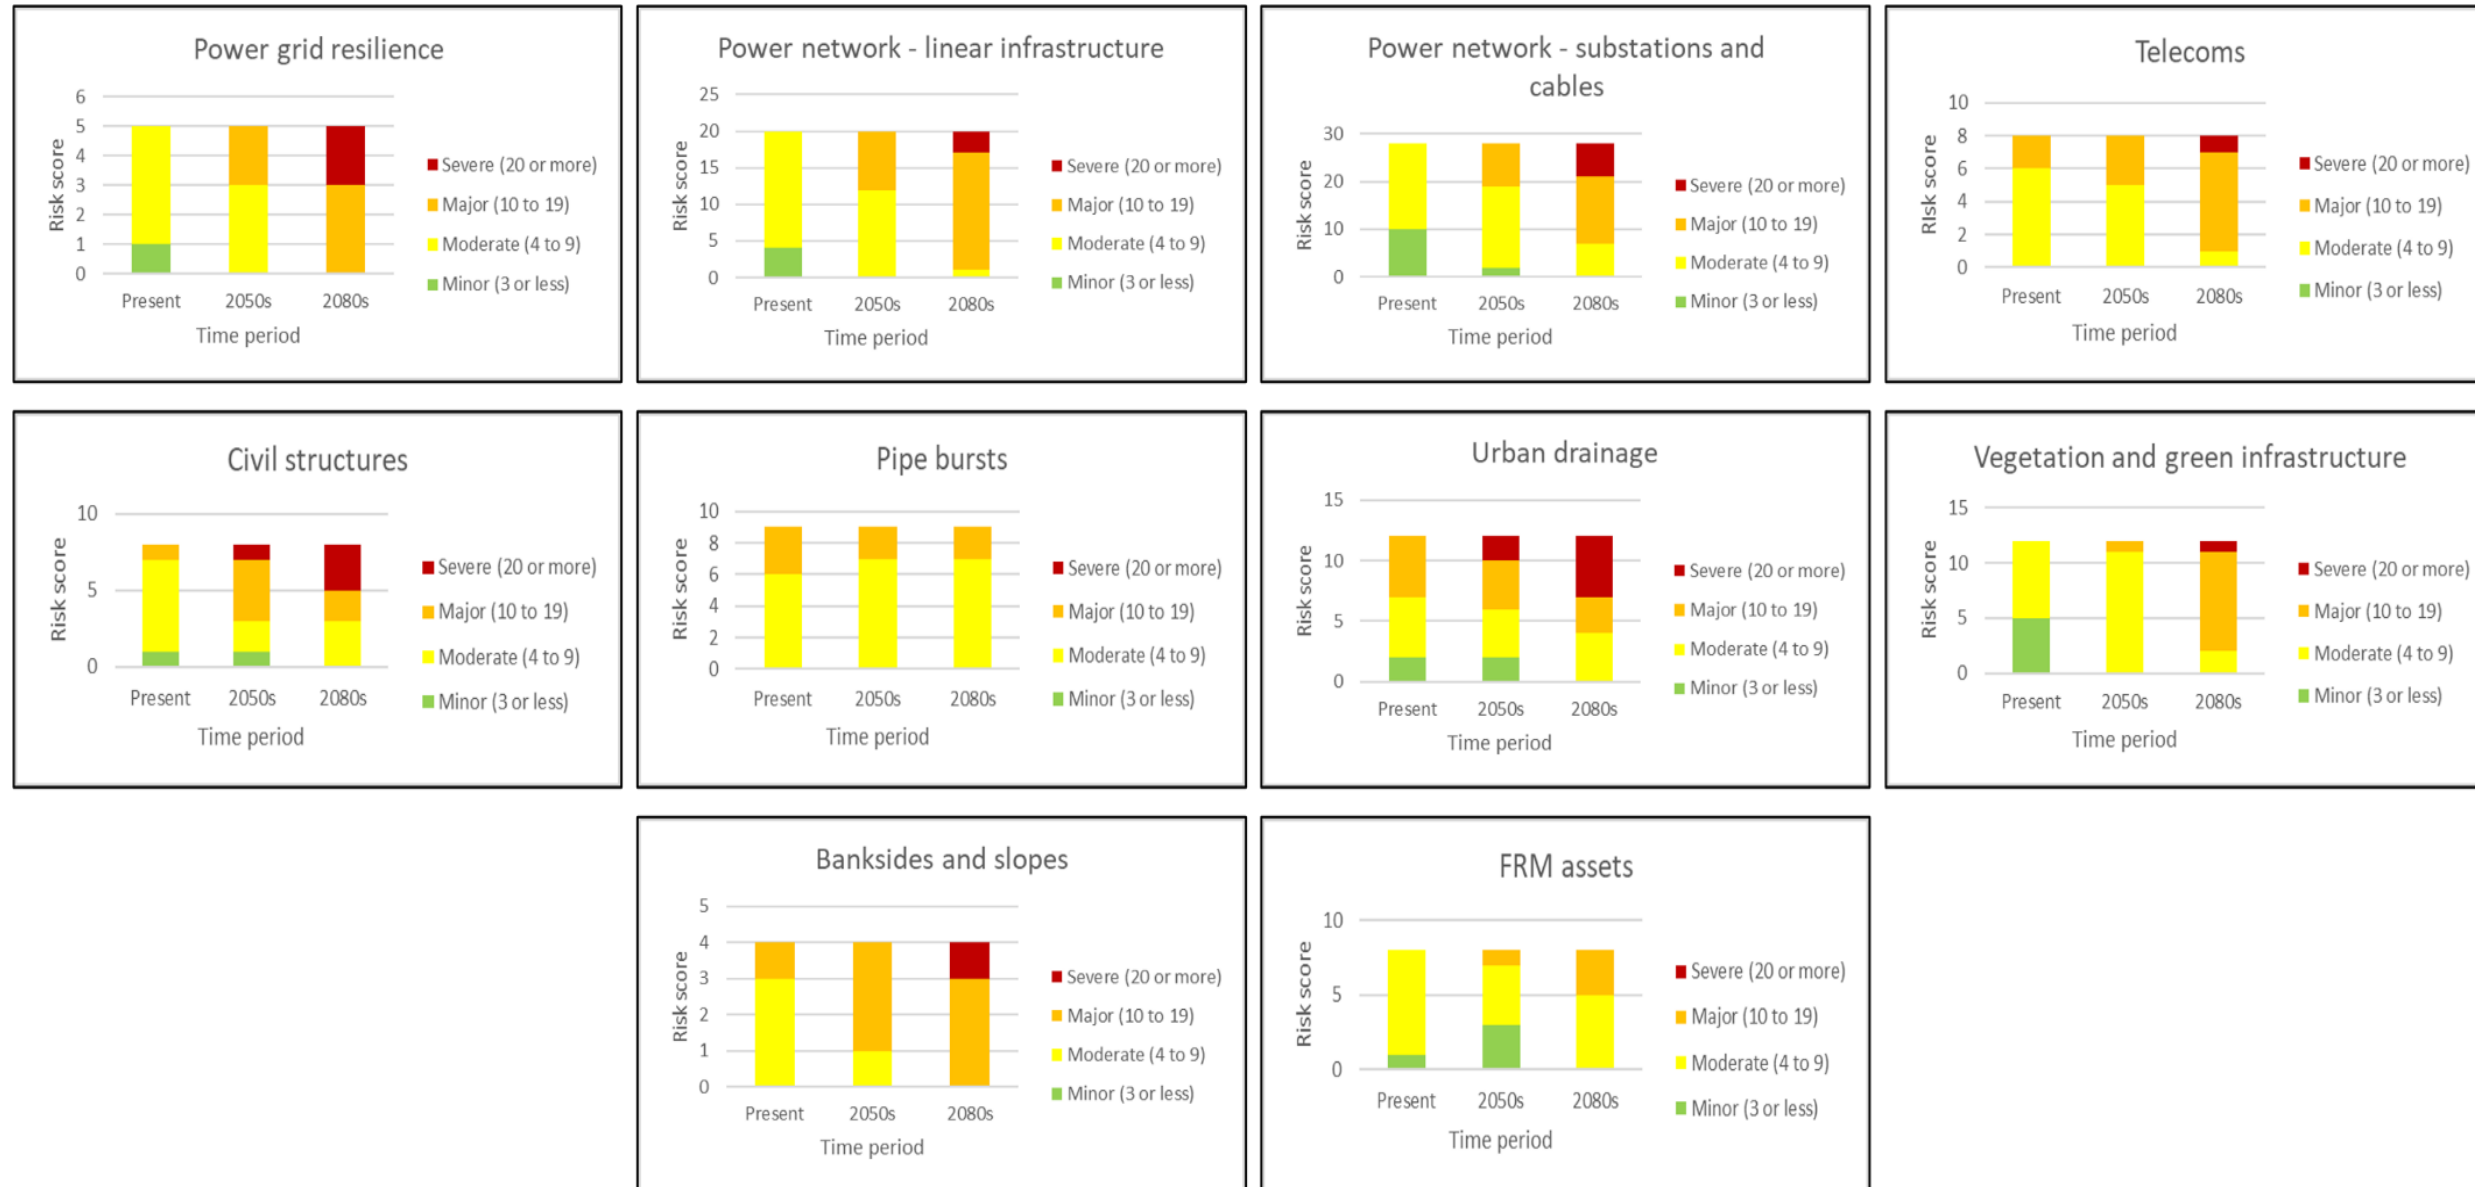 Power grid resilience
6
5
4
3
2
1
0
Risk score
Present 2050s 2080s
Time period
Severe (20 or more)
Major (10 to 19)
Moderate (4 to 9)
Minor (3 or less)
Power network - linear infrastructure
25
20
15
10
5
0
Risk score
Present 2050s 2080s
Time period
Severe (20 or more)
Major (10 to 19)
Moderate (4 to 9)
Minor (3 or less)
Power network - substations and
cables
30
20
10
0
Risk score
Present 2050s 2080s
Time period
Severe (20 or more)
Major (10 to 19)
Moderate (4 to 9)
Minor (3 or less)
Telecoms
10
8
6
4
2
0
RIsk score
Present 2050s 2080s
Time period
Severe (20 or more)
Major (10 to 19)
Moderate (4 to 9)
Minor (3 or less)
Civil structures
10
5
0
Risk score
Present 2050s 2080s
Time period
Severe (20 or more)
Major (10 to 19)
Moderate (4 to 9)
Minor (3 or less)
Pipe bursts
10
8
6
4
2
0
Risk score
Present 2050s 2080s
Time period
Severe (20 or more)
Major (10 to 19)
Moderate (4 to 9)
Minor (3 or less)
Urban drainage
15
10
5
0
Risk score
Present 2050s 2080s
Time period
Severe (20 or more)
Major (10 to 19)
Moderate (4 to 9)
Minor (3 or less)
Vegetation and green infrastructure
15
10
5
0
Risk score
Present 2050s 2080s
Time period
Severe (20 or more)
Major (10 to 19)
Moderate (4 to 9)
Minor (3 or less)
Banksides and slopes
5
4
3
2
1
0
Risk score
Present 2050s 2080s
Time period
Severe (20 or more)
Major (10 to 19)
Moderate (4 to 9)
Minor (3 or less)
FRM assets
10
5
0
Risk score
Present 2050s 2080s
Time period
Severe (20 or more)
Major (10 to 19)
Moderate (4 to 9)
Minor (3 or less)